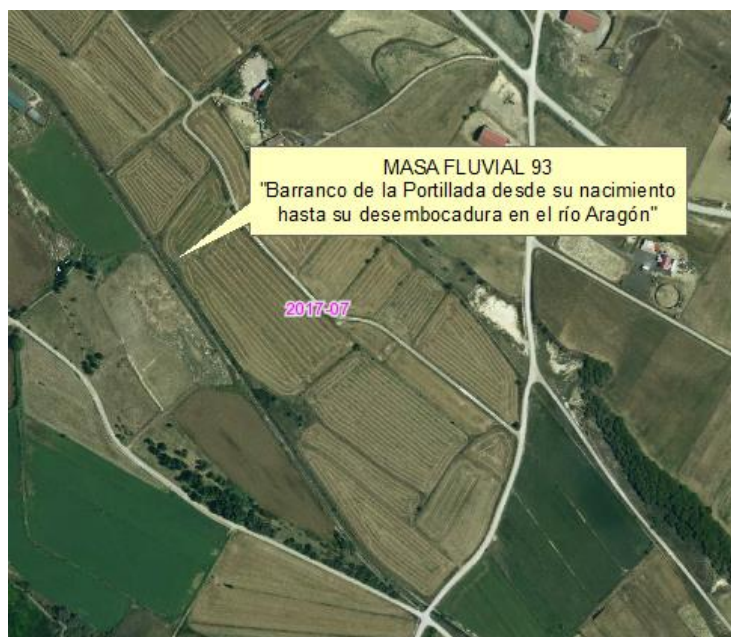 MASA FLUVIAL 93
"Barranco de la Portillada desde su nacimiento
hasta su desembocadura en el río Aragón"
2017-07